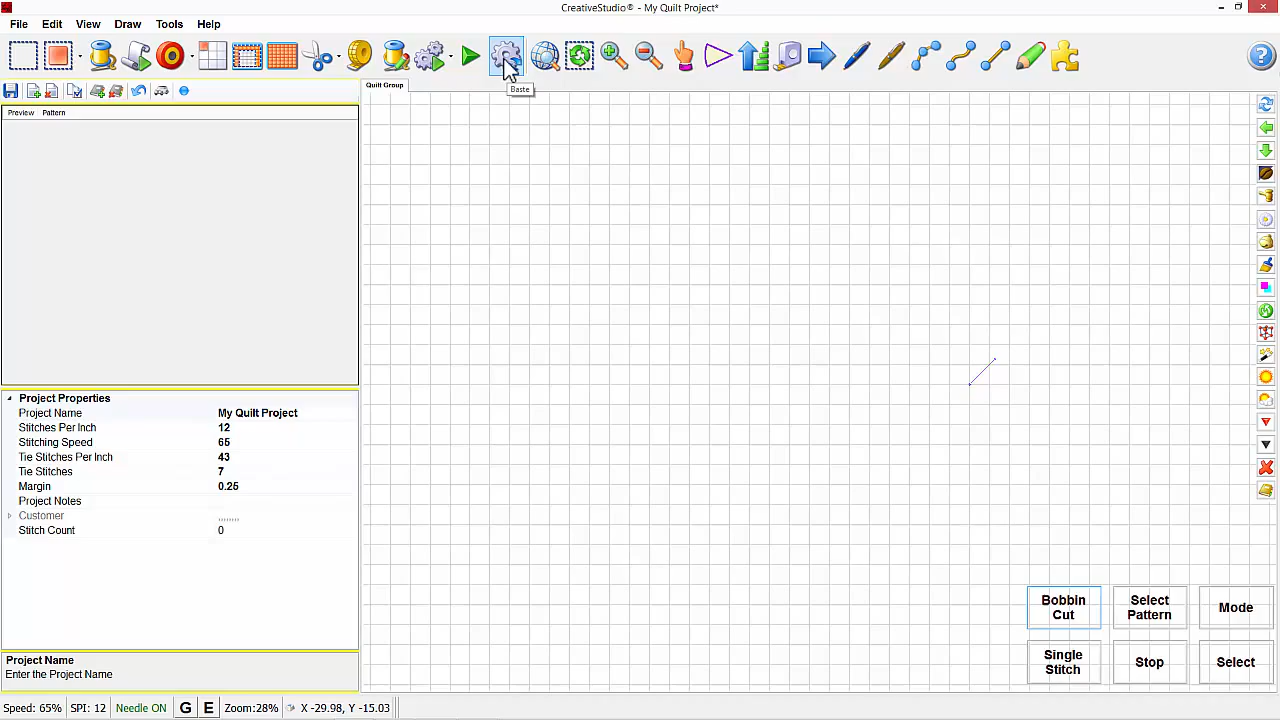 CreativeStudio® - My Quilt Project*
File Edit View Draw Tools Help
Baste
Quilt Group
Preview Pattern
Project Properties
Project Name My Quilt Project
Stitches Per Inch 12
Stitching Speed 65
Tie Stitches Per Inch 43
Tie Stitches 7
Margin 0.25
Project Notes
Customer ,,,,,,,,
Stitch Count 0
Bobbin Cut
Select Pattern
Mode
Single Stitch
Stop
Select
Project Name
Enter the Project Name
Speed: 65% SPI: 12 Needle ON G E Zoom:28% X -29.98, Y -15.03